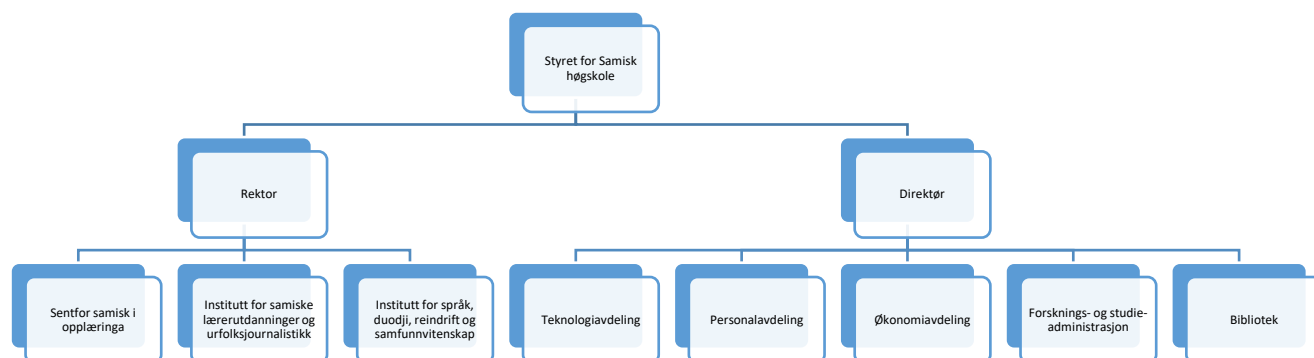 Styret for Samisk
høgskole
Rektor
Direktør
Sentfor samisk i
opplæringa
Institutt for samiske
lærerutdanninger og
urfolksjournalistikk
Institutt for språk,
duodji, reindrift og
samfunnvitenskap
Teknologiavdeling
Personalavdeling
Økonomiavdeling
Forsknings- og studie-
administrasjon
Bibliotek